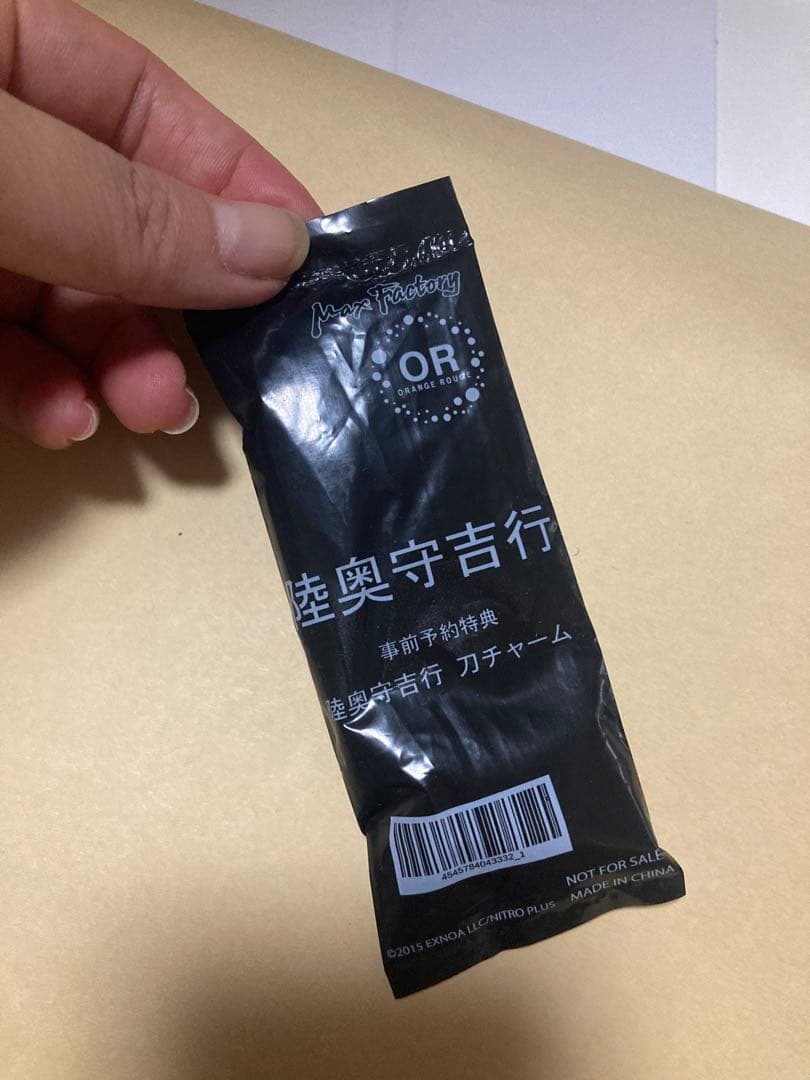 Max Factory
OR
ORANGE ROUGE
陸奥守吉行
事前予約特典
陸奥守吉行 刀チャーム
4545784043332_1
NOT FOR SALE
MADE IN CHINA
©2015 EXNOA LLC/NITRO PLUS